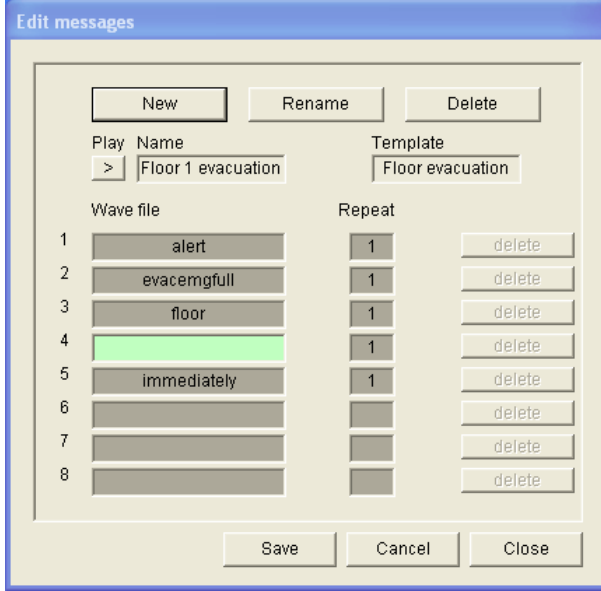 Edit messages
New Rename Delete
Play Name Template
> Floor 1 evacuation Floor evacuation
Wave file Repeat
1 alert 1 delete
2 evacemgfull 1 delete
3 floor 1 delete
4 1 delete
5 immediately 1 delete
6 delete
7 delete
8 delete
Save Cancel Close